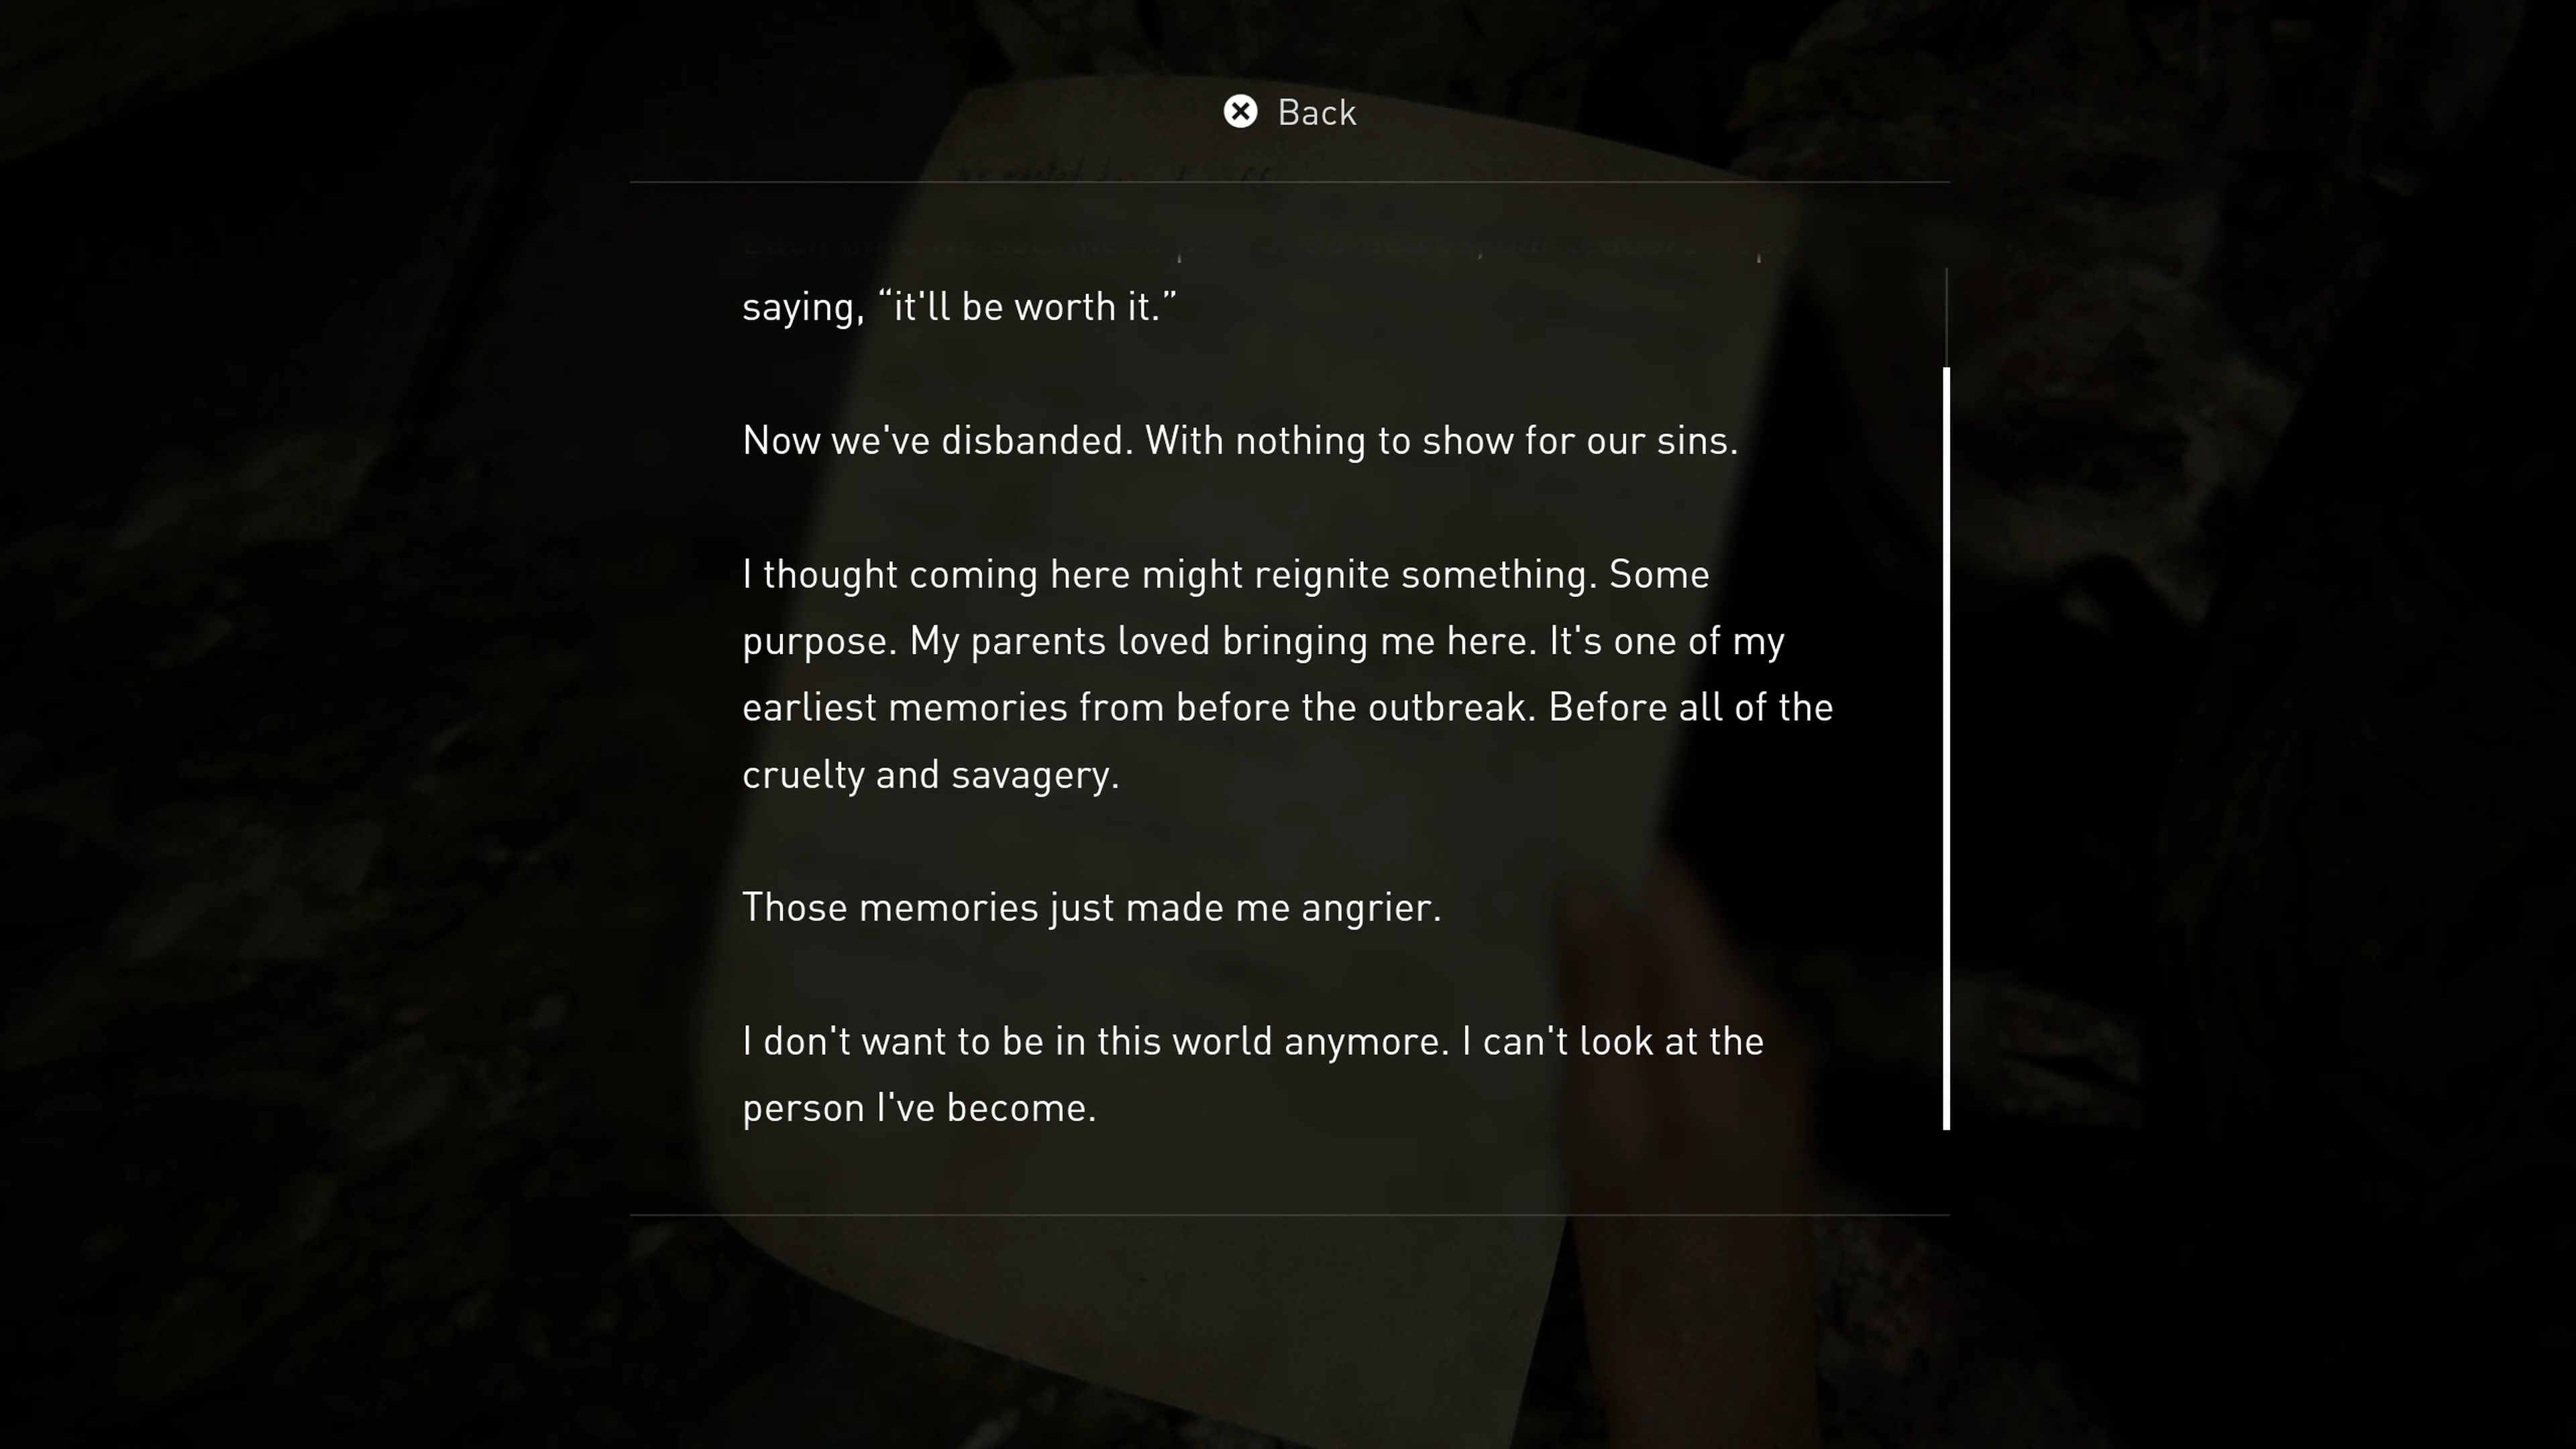 Back
saying, “it'll be worth it.”
Now we've disbanded. With nothing to show for our sins.
I thought coming here might reignite something. Some
purpose. My parents loved bringing me here. It's one of my
earliest memories from before the outbreak. Before all of the
cruelty and savagery.
Those memories just made me angrier.
I don't want to be in this world anymore. I can't look at the
person I've become.